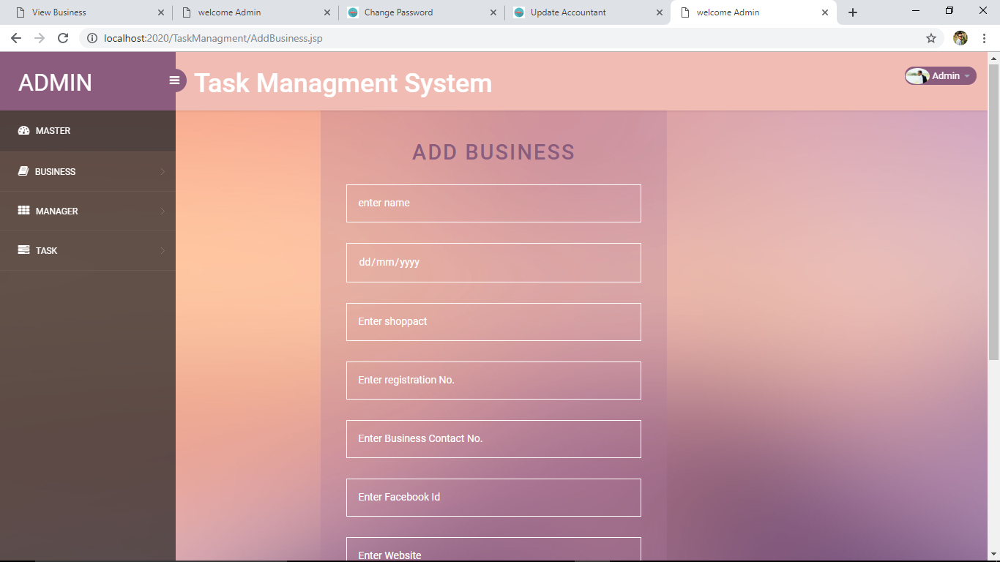 View Business
welcome Admin
Change Password
Update Accountant
welcome Admin
localhost:2020/TaskManagment/AddBusiness.jsp
ADMIN
Task Managment System
Admin
MASTER
BUSINESS
MANAGER
TASK
ADD BUSINESS
enter name
dd/mm/yyyy
Enter shoppact
Enter registration No.
Enter Business Contact No.
Enter Facebook Id
Enter Website